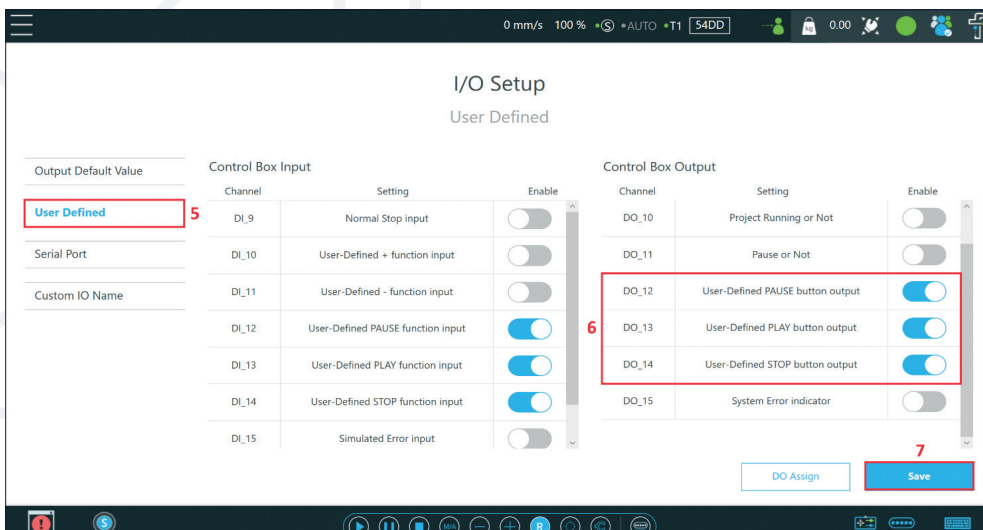 0 mm/s 100 % •Ⓢ •AUTO •T1 54DD kg 0.00
I/O Setup
User Defined
Output Default Value
User Defined 5
Serial Port
Custom IO Name
Control Box Input
Channel Setting Enable
DI_9 Normal Stop input
DI_10 User-Defined + function input
DI_11 User-Defined - function input
DI_12 User-Defined PAUSE function input
DI_13 User-Defined PLAY function input
DI_14 User-Defined STOP function input
DI_15 Simulated Error input
Control Box Output
Channel Setting Enable
DO_10 Project Running or Not
DO_11 Pause or Not
DO_12 User-Defined PAUSE button output
6 DO_13 User-Defined PLAY button output
DO_14 User-Defined STOP button output
DO_15 System Error indicator
7
DO Assign Save
S M/A R